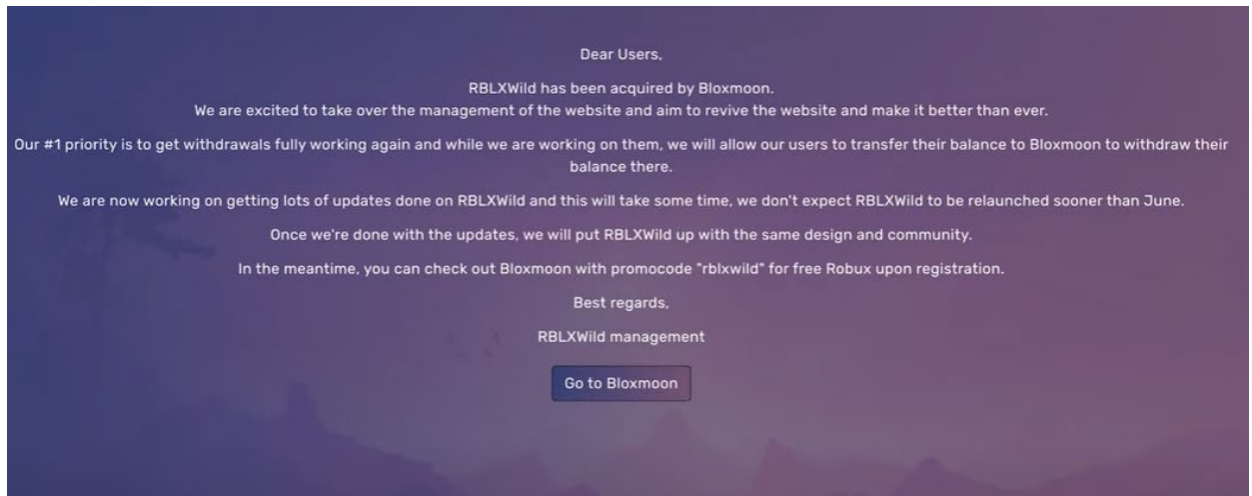 Dear Users,
RBLXWild has been acquired by Bloxmoon.
We are excited to take over the management of the website and aim to revive the website and make it better than ever.
Our #1 priority is to get withdrawals fully working again and while we are working on them, we will allow our users to transfer their balance to Bloxmoon to withdraw their
balance there.
We are now working on getting lots of updates done on RBLXWild and this will take some time, we don't expect RBLXWild to be relaunched sooner than June.
Once we're done with the updates, we will put RBLXWild up with the same design and community.
In the meantime, you can check out Bloxmoon with promocode "rblxwild" for free Robux upon registration.
Best regards,
RBLXWild management
Go to Bloxmoon